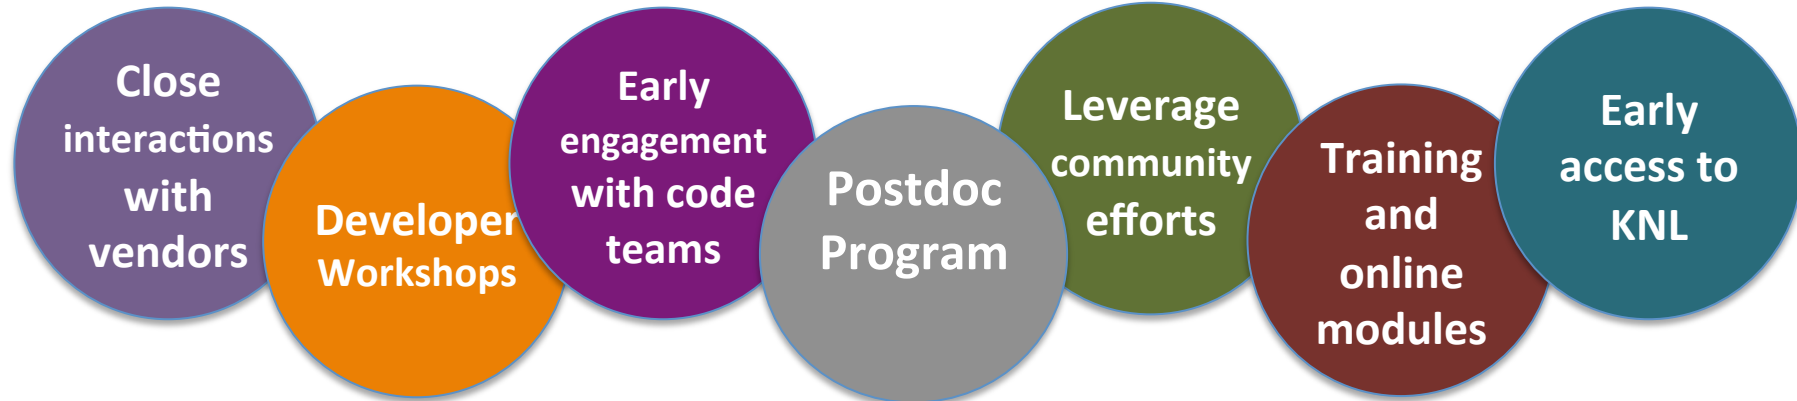 Close
interactions
with
vendors
Developer
Workshops
Early
engagement
with code
teams
Postdoc
Program
Leverage
community
efforts
Training
and
online
modules
Early
access to
KNL